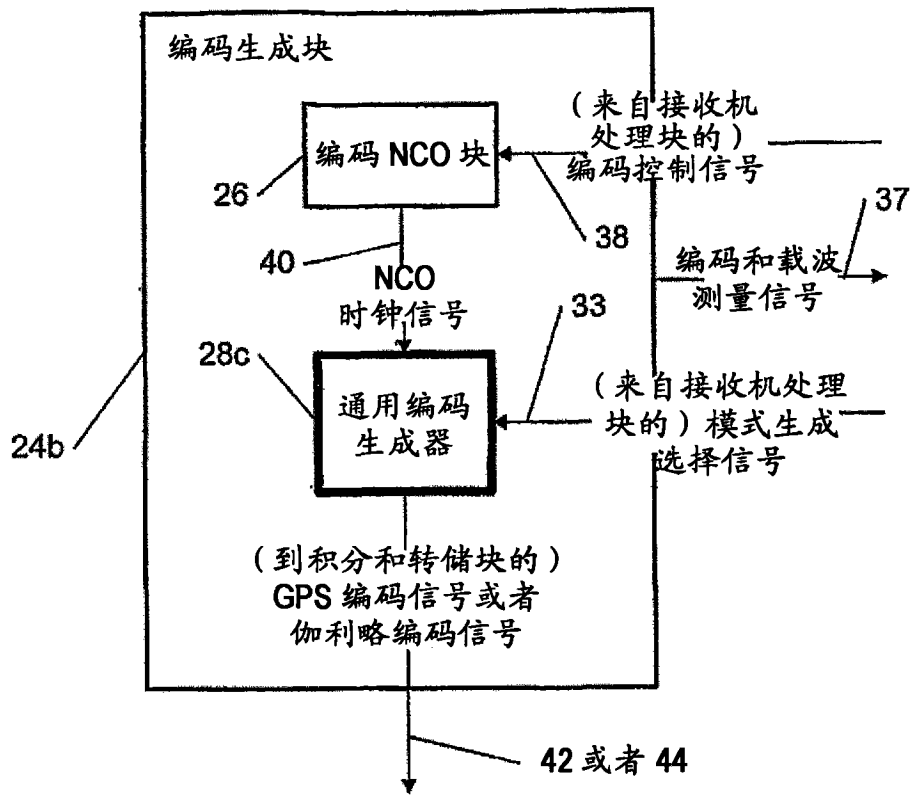 编码生成块
编码 NCO 块
26
（来自接收机
处理块的）
编码控制信号
38
37
编码和载波
测量信号
40
NCO
时钟信号
33
28c
通用编码
生成器
（来自接收机处理
块的）模式生成
选择信号
24b
（到积分和转储块的）
GPS 编码信号或者
伽利略编码信号
42 或者 44